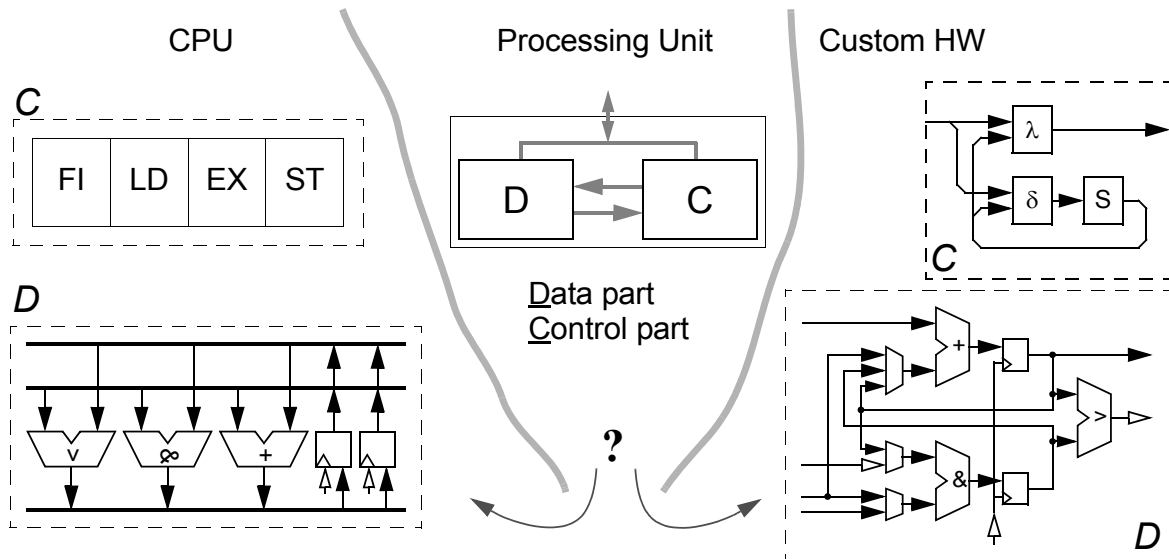 CPU
Processing Unit
Custom HW
C
FI LD EX ST
D C
λ
δ S
C
D
Data part
Control part
> & +
?
+
>
&
D